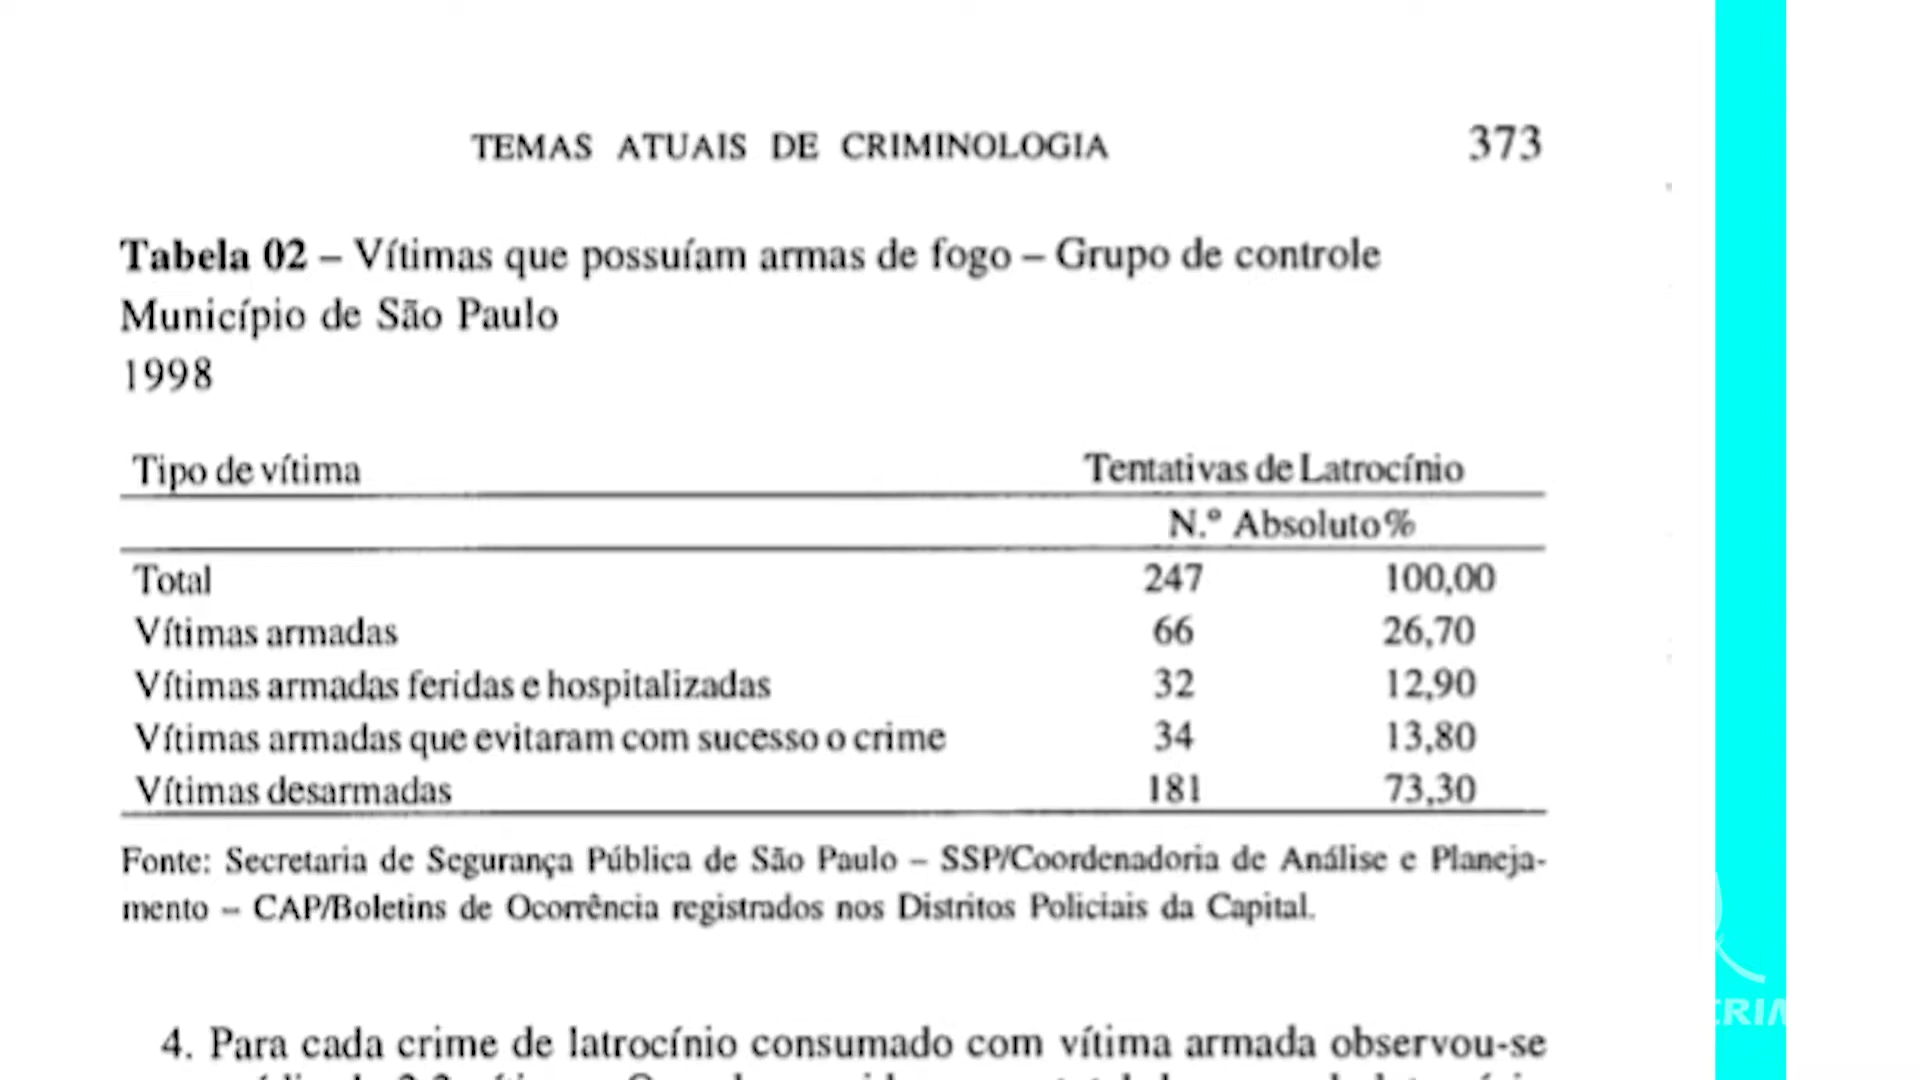 TEMAS ATUAIS DE CRIMINOLOGIA 373
Tabela 02 – Vítimas que possuíam armas de fogo – Grupo de controle
Município de São Paulo
1998
Tipo de vítima Tentativas de Latrocínio
N.º Absoluto %
Total 247 100,00
Vítimas armadas 66 26,70
Vítimas armadas feridas e hospitalizadas 32 12,90
Vítimas armadas que evitaram com sucesso o crime 34 13,80
Vítimas desarmadas 181 73,30
Fonte: Secretaria de Segurança Pública de São Paulo – SSP/Coordenadoria de Análise e Planeja-
mento – CAP/Boletins de Ocorrência registrados nos Distritos Policiais da Capital.
4. Para cada crime de latrocínio consumado com vítima armada observou-se